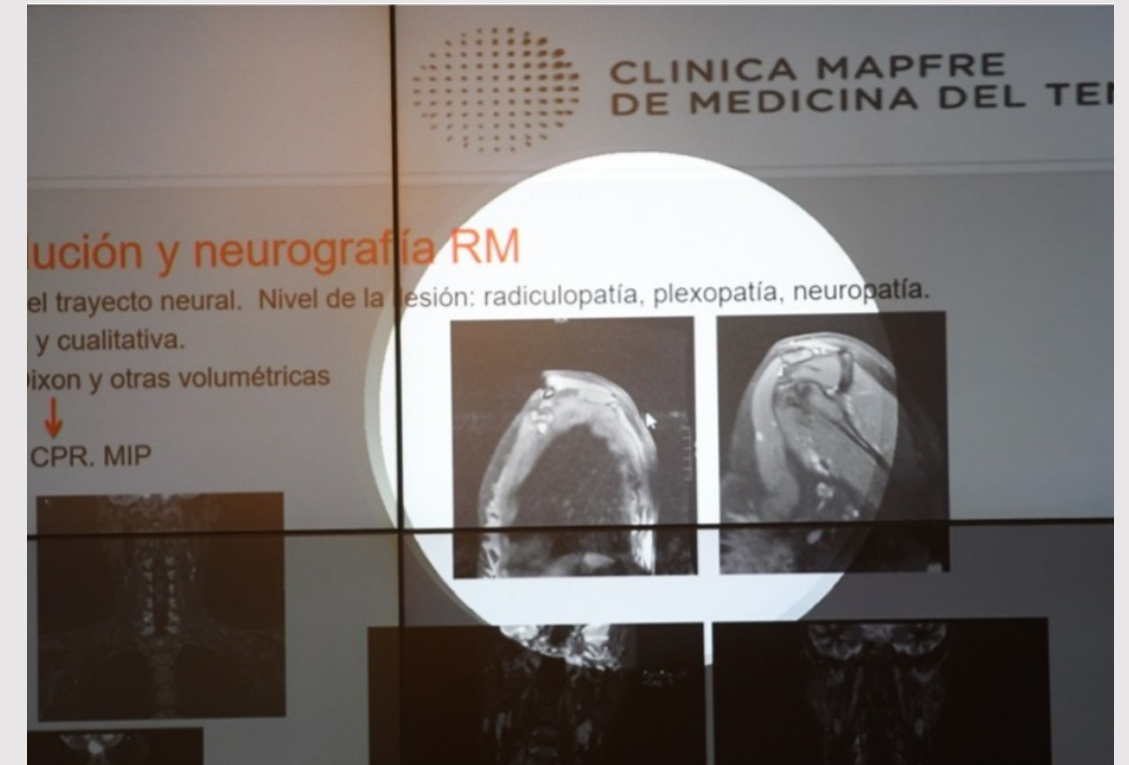 CLINICA MAPFRE
DE MEDICINA DEL TE
lución y neurografía RM
el trayecto neural. Nivel de la lesión: radiculopatía, plexopatía, neuropatía.
y cualitativa.
ixon y otras volumétricas
CPR. MIP